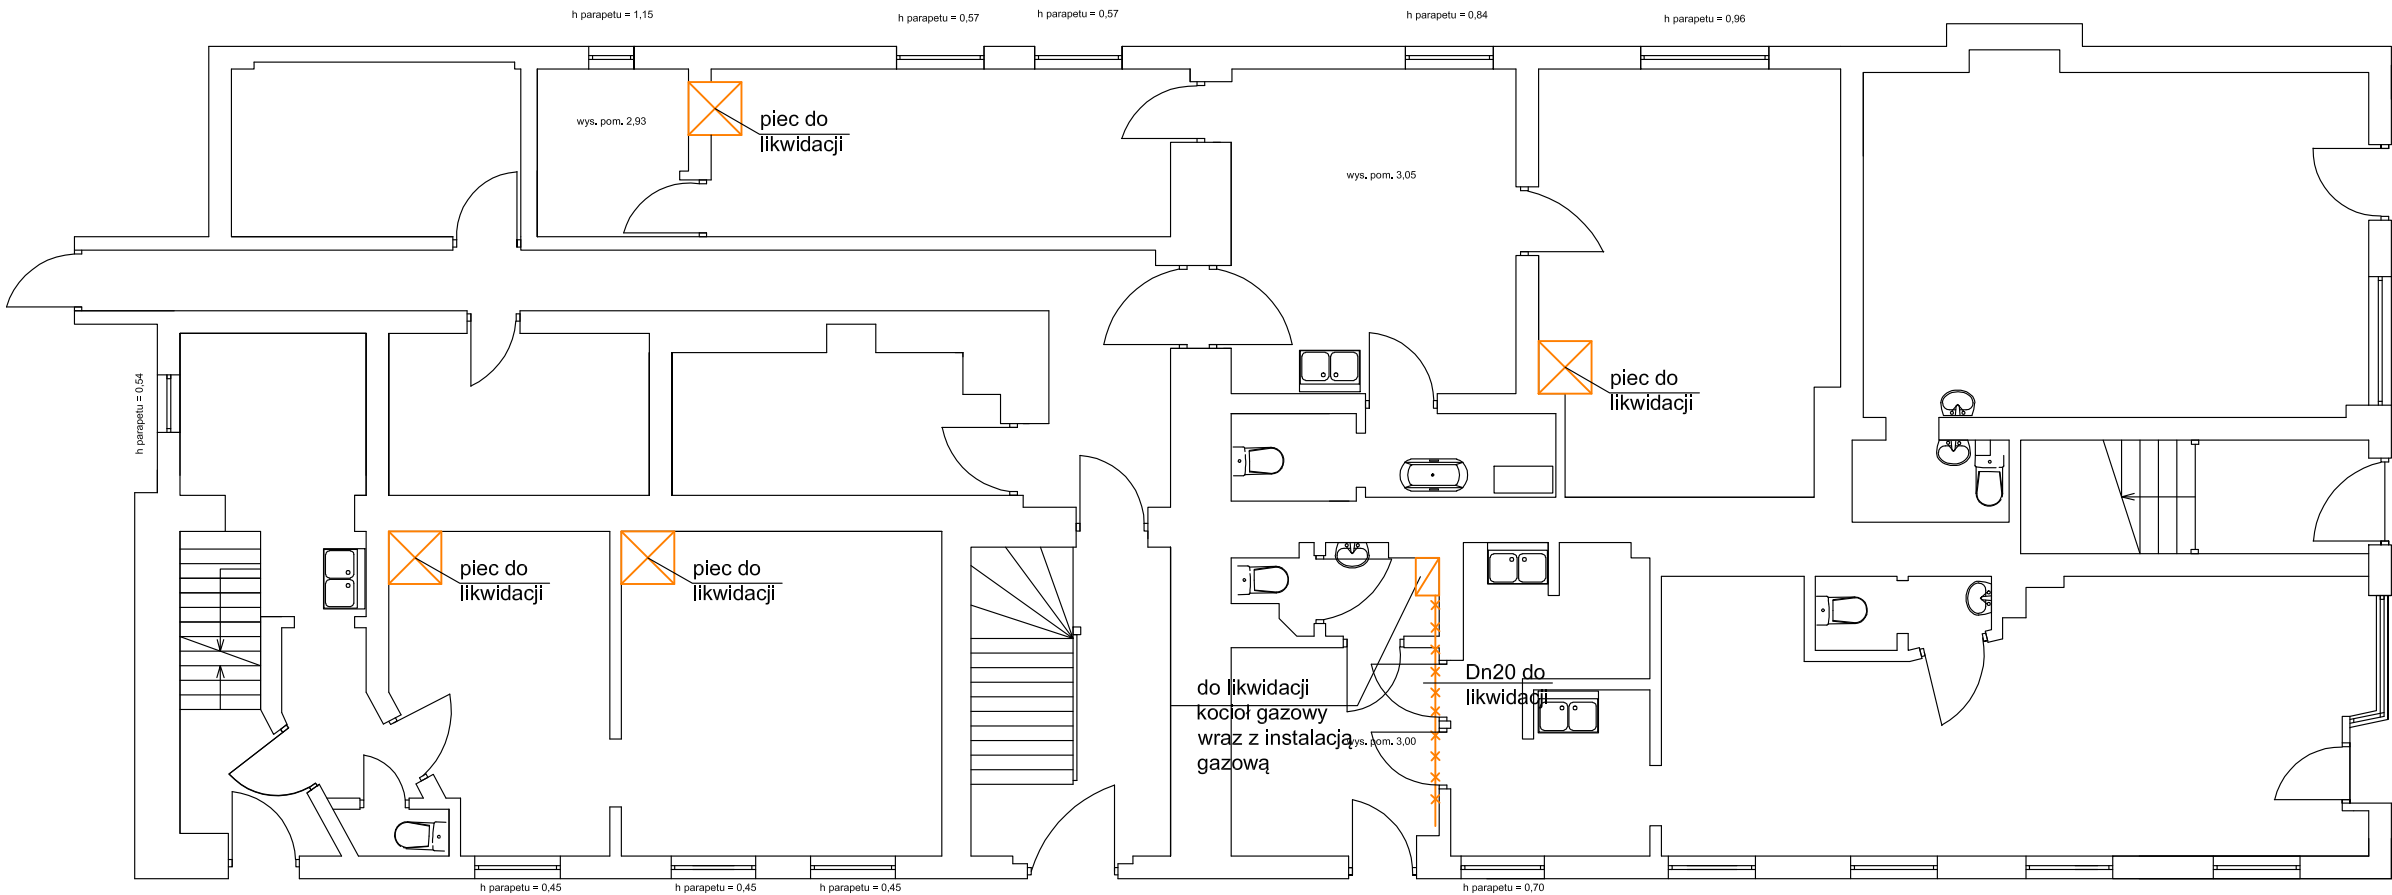 h parapetu = 1,15
h parapetu = 0,57
h parapetu = 0,57
h parapetu = 0,84
h parapetu = 0,96
wys. pom. 2,93
piec do
likwidacji
wys. pom. 3,05
h parapetu = 0,54
piec do
likwidacji
piec do
likwidacji
piec do
likwidacji
do likwidacji
kocioł gazowy
wraz z instalacją
gazową
Dn20 do
likwidacji
wys. pom. 3,00
h parapetu = 0,45
h parapetu = 0,45
h parapetu = 0,45
h parapetu = 0,70